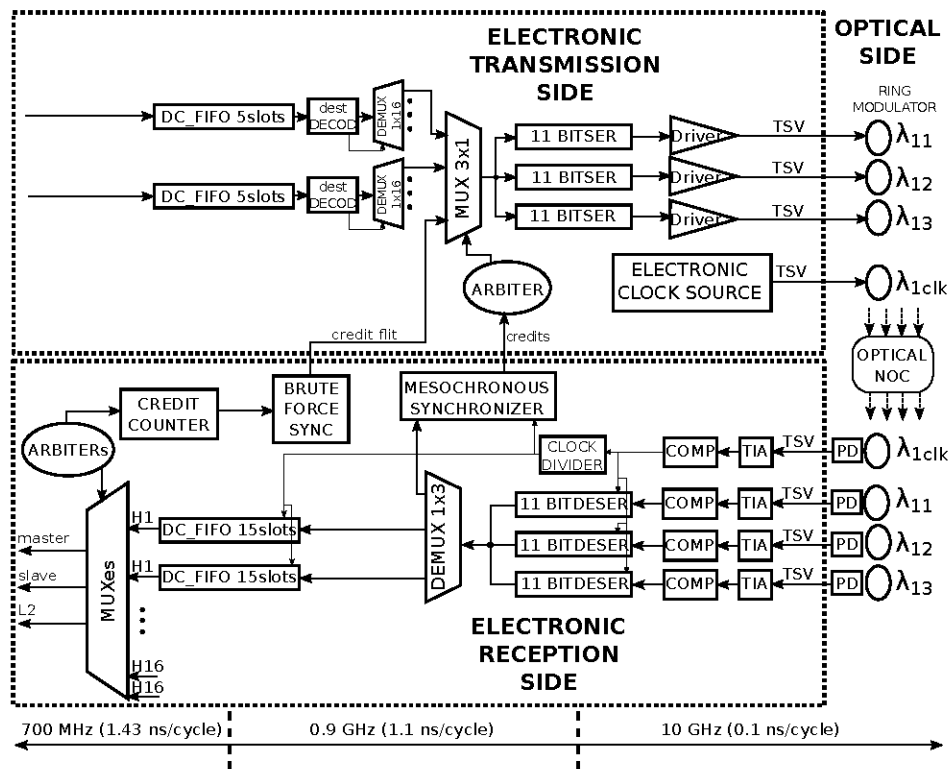 ELECTRONIC
TRANSMISSION
SIDE
OPTICAL
SIDE
RING
MODULATOR
DC_FIFO 5slots
dest
DECOD
DEMUX
1x16
DC_FIFO 5slots
dest
DECOD
DEMUX
1x16
MUX 3x1
11 BITSER
Driver
TSV
λ11
11 BITSER
Driver
TSV
λ12
11 BITSER
Driver
TSV
λ13
ARBITER
ELECTRONIC
CLOCK SOURCE
TSV
λ1clk
credit flit
credits
OPTICAL
NOC
CREDIT
COUNTER
BRUTE
FORCE
SYNC
MESOCHRONOUS
SYNCHRONIZER
ARBITERs
CLOCK
DIVIDER
COMP
TIA
TSV
PD
λ1clk
MUXes
H1
DC_FIFO 15slots
DEMUX 1x3
11 BITDESER
COMP
TIA
TSV
PD
λ11
master
11 BITDESER
COMP
TIA
TSV
PD
λ12
slave
H1
DC_FIFO 15slots
11 BITDESER
COMP
TIA
TSV
PD
λ13
L2
H16
H16
ELECTRONIC
RECEPTION
SIDE
700 MHz (1.43 ns/cycle)
0.9 GHz (1.1 ns/cycle)
10 GHz (0.1 ns/cycle)